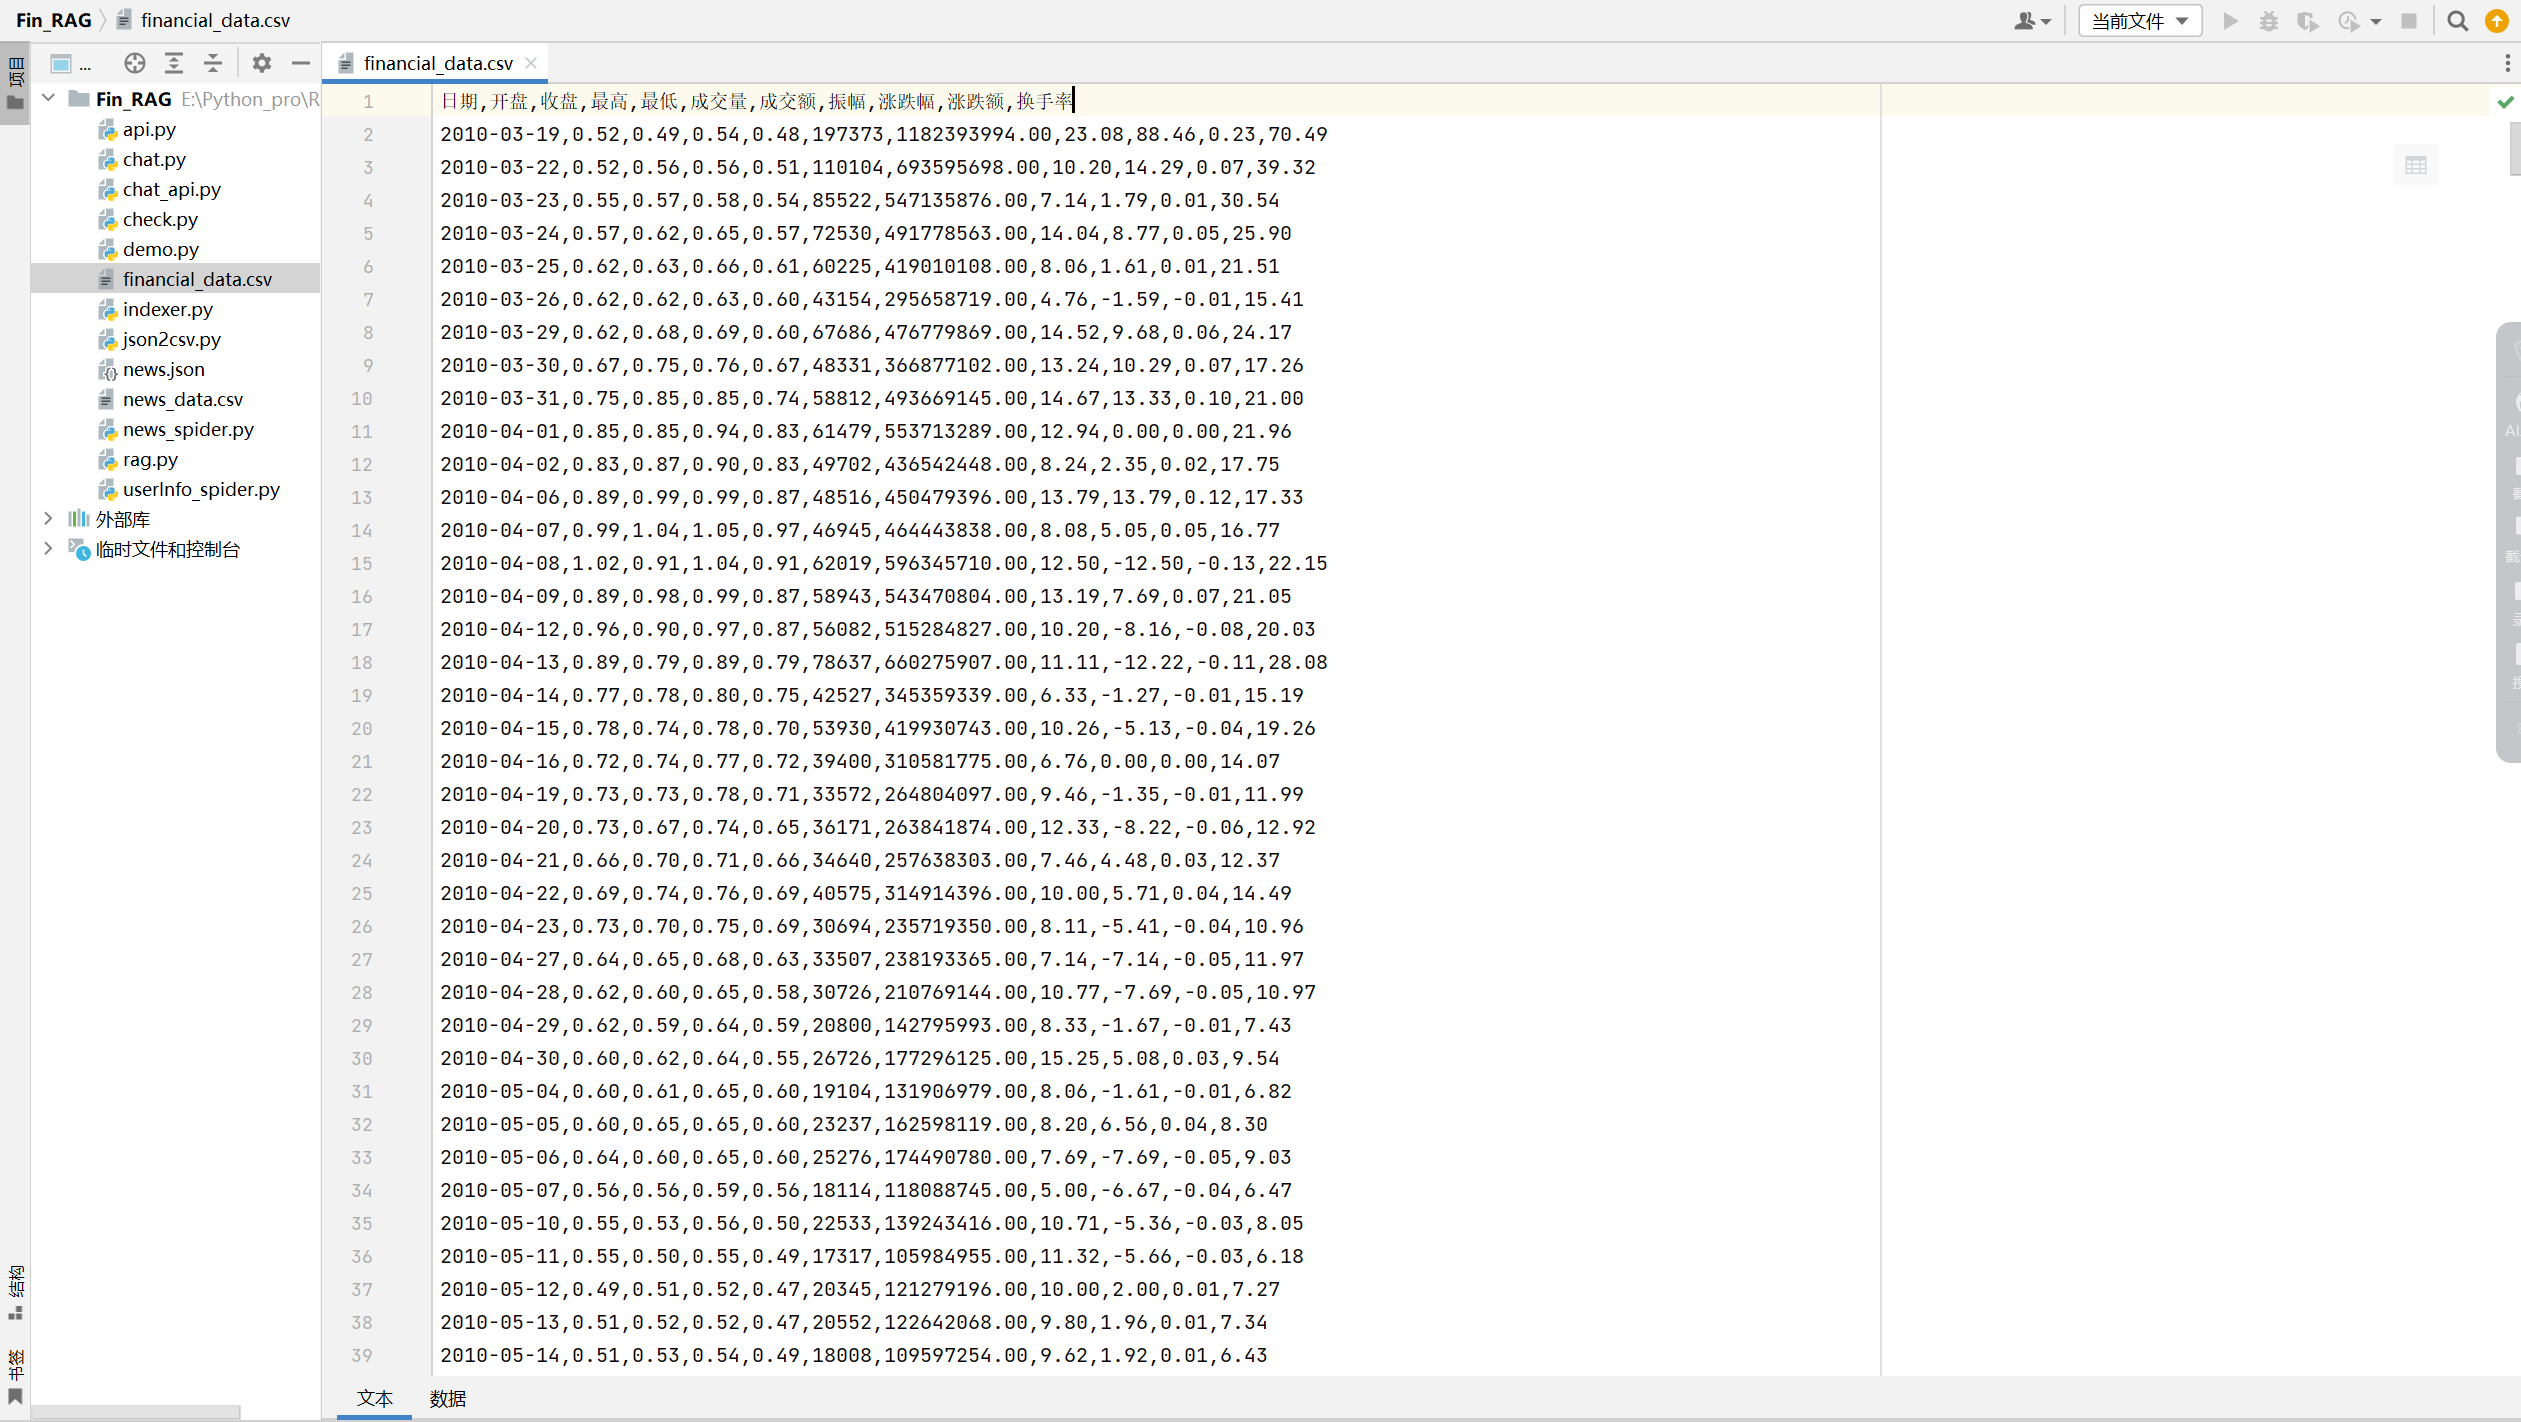 Fin_RAG financial_data.csv
当前文件
项目
...
financial_data.csv
Fin_RAG E:\Python_pro\R
api.py
chat.py
chat_api.py
check.py
demo.py
financial_data.csv
indexer.py
json2csv.py
news.json
news_data.csv
news_spider.py
rag.py
userInfo_spider.py
外部库
临时文件和控制台
结构
书签
1 日期,开盘,收盘,最高,最低,成交量,成交额,振幅,涨跌幅,涨跌额,换手率
2 2010-03-19,0.52,0.49,0.54,0.48,197373,1182393994.00,23.08,88.46,0.23,70.49
3 2010-03-22,0.52,0.56,0.56,0.51,110104,693595698.00,10.20,14.29,0.07,39.32
4 2010-03-23,0.55,0.57,0.58,0.54,85522,547135876.00,7.14,1.79,0.01,30.54
5 2010-03-24,0.57,0.62,0.65,0.57,72530,491778563.00,14.04,8.77,0.05,25.90
6 2010-03-25,0.62,0.63,0.66,0.61,60225,419010108.00,8.06,1.61,0.01,21.51
7 2010-03-26,0.62,0.62,0.63,0.60,43154,295658719.00,4.76,-1.59,-0.01,15.41
8 2010-03-29,0.62,0.68,0.69,0.60,67686,476779869.00,14.52,9.68,0.06,24.17
9 2010-03-30,0.67,0.75,0.76,0.67,48331,366877102.00,13.24,10.29,0.07,17.26
10 2010-03-31,0.75,0.85,0.85,0.74,58812,493669145.00,14.67,13.33,0.10,21.00
11 2010-04-01,0.85,0.85,0.94,0.83,61479,553713289.00,12.94,0.00,0.00,21.96
12 2010-04-02,0.83,0.87,0.90,0.83,49702,436542448.00,8.24,2.35,0.02,17.75
13 2010-04-06,0.89,0.99,0.99,0.87,48516,450479396.00,13.79,13.79,0.12,17.33
14 2010-04-07,0.99,1.04,1.05,0.97,46945,464443838.00,8.08,5.05,0.05,16.77
15 2010-04-08,1.02,0.91,1.04,0.91,62019,596345710.00,12.50,-12.50,-0.13,22.15
16 2010-04-09,0.89,0.98,0.99,0.87,58943,543470804.00,13.19,7.69,0.07,21.05
17 2010-04-12,0.96,0.90,0.97,0.87,56082,515284827.00,10.20,-8.16,-0.08,20.03
18 2010-04-13,0.89,0.79,0.89,0.79,78637,660275907.00,11.11,-12.22,-0.11,28.08
19 2010-04-14,0.77,0.78,0.80,0.75,42527,345359339.00,6.33,-1.27,-0.01,15.19
20 2010-04-15,0.78,0.74,0.78,0.70,53930,419930743.00,10.26,-5.13,-0.04,19.26
21 2010-04-16,0.72,0.74,0.77,0.72,39400,310581775.00,6.76,0.00,0.00,14.07
22 2010-04-19,0.73,0.73,0.78,0.71,33572,264804097.00,9.46,-1.35,-0.01,11.99
23 2010-04-20,0.73,0.67,0.74,0.65,36171,263841874.00,12.33,-8.22,-0.06,12.92
24 2010-04-21,0.66,0.70,0.71,0.66,34640,257638303.00,7.46,4.48,0.03,12.37
25 2010-04-22,0.69,0.74,0.76,0.69,40575,314914396.00,10.00,5.71,0.04,14.49
26 2010-04-23,0.73,0.70,0.75,0.69,30694,235719350.00,8.11,-5.41,-0.04,10.96
27 2010-04-27,0.64,0.65,0.68,0.63,33507,238193365.00,7.14,-7.14,-0.05,11.97
28 2010-04-28,0.62,0.60,0.65,0.58,30726,210769144.00,10.77,-7.69,-0.05,10.97
29 2010-04-29,0.62,0.59,0.64,0.59,20800,142795993.00,8.33,-1.67,-0.01,7.43
30 2010-04-30,0.60,0.62,0.64,0.55,26726,177296125.00,15.25,5.08,0.03,9.54
31 2010-05-04,0.60,0.61,0.65,0.60,19104,131906979.00,8.06,-1.61,-0.01,6.82
32 2010-05-05,0.60,0.65,0.65,0.60,23237,162598119.00,8.20,6.56,0.04,8.30
33 2010-05-06,0.64,0.60,0.65,0.60,25276,174490780.00,7.69,-7.69,-0.05,9.03
34 2010-05-07,0.56,0.56,0.59,0.56,18114,118088745.00,5.00,-6.67,-0.04,6.47
35 2010-05-10,0.55,0.53,0.56,0.50,22533,139243416.00,10.71,-5.36,-0.03,8.05
36 2010-05-11,0.55,0.50,0.55,0.49,17317,105984955.00,11.32,-5.66,-0.03,6.18
37 2010-05-12,0.49,0.51,0.52,0.47,20345,121279196.00,10.00,2.00,0.01,7.27
38 2010-05-13,0.51,0.52,0.52,0.47,20552,122642068.00,9.80,1.96,0.01,7.34
39 2010-05-14,0.51,0.53,0.54,0.49,18008,109597254.00,9.62,1.92,0.01,6.43
文本 数据